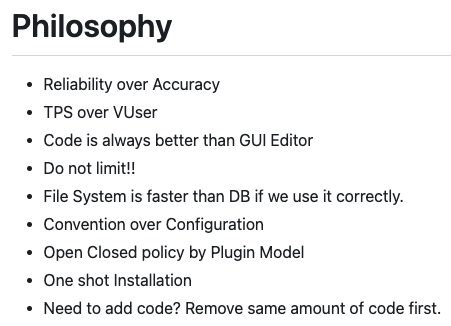 Philosophy
• Reliability over Accuracy
• TPS over VUser
• Code is always better than GUI Editor
• Do not limit!!
• File System is faster than DB if we use it correctly.
• Convention over Configuration
• Open Closed policy by Plugin Model
• One shot Installation
• Need to add code? Remove same amount of code first.